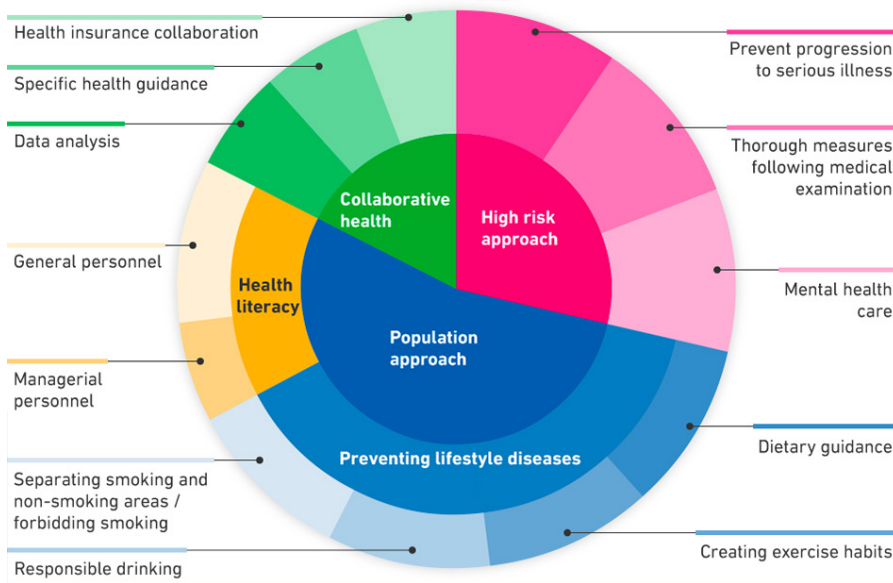 Health insurance collaboration
Specific health guidance
Data analysis
General personnel
Managerial
personnel
Separating smoking and
non-smoking areas /
forbidding smoking
Responsible drinking
Collaborative
health
High risk
approach
Health
literacy
Population
approach
Preventing lifestyle diseases
Prevent progression
to serious illness
Thorough measures
following medical
examination
Mental health
care
Dietary guidance
Creating exercise habits